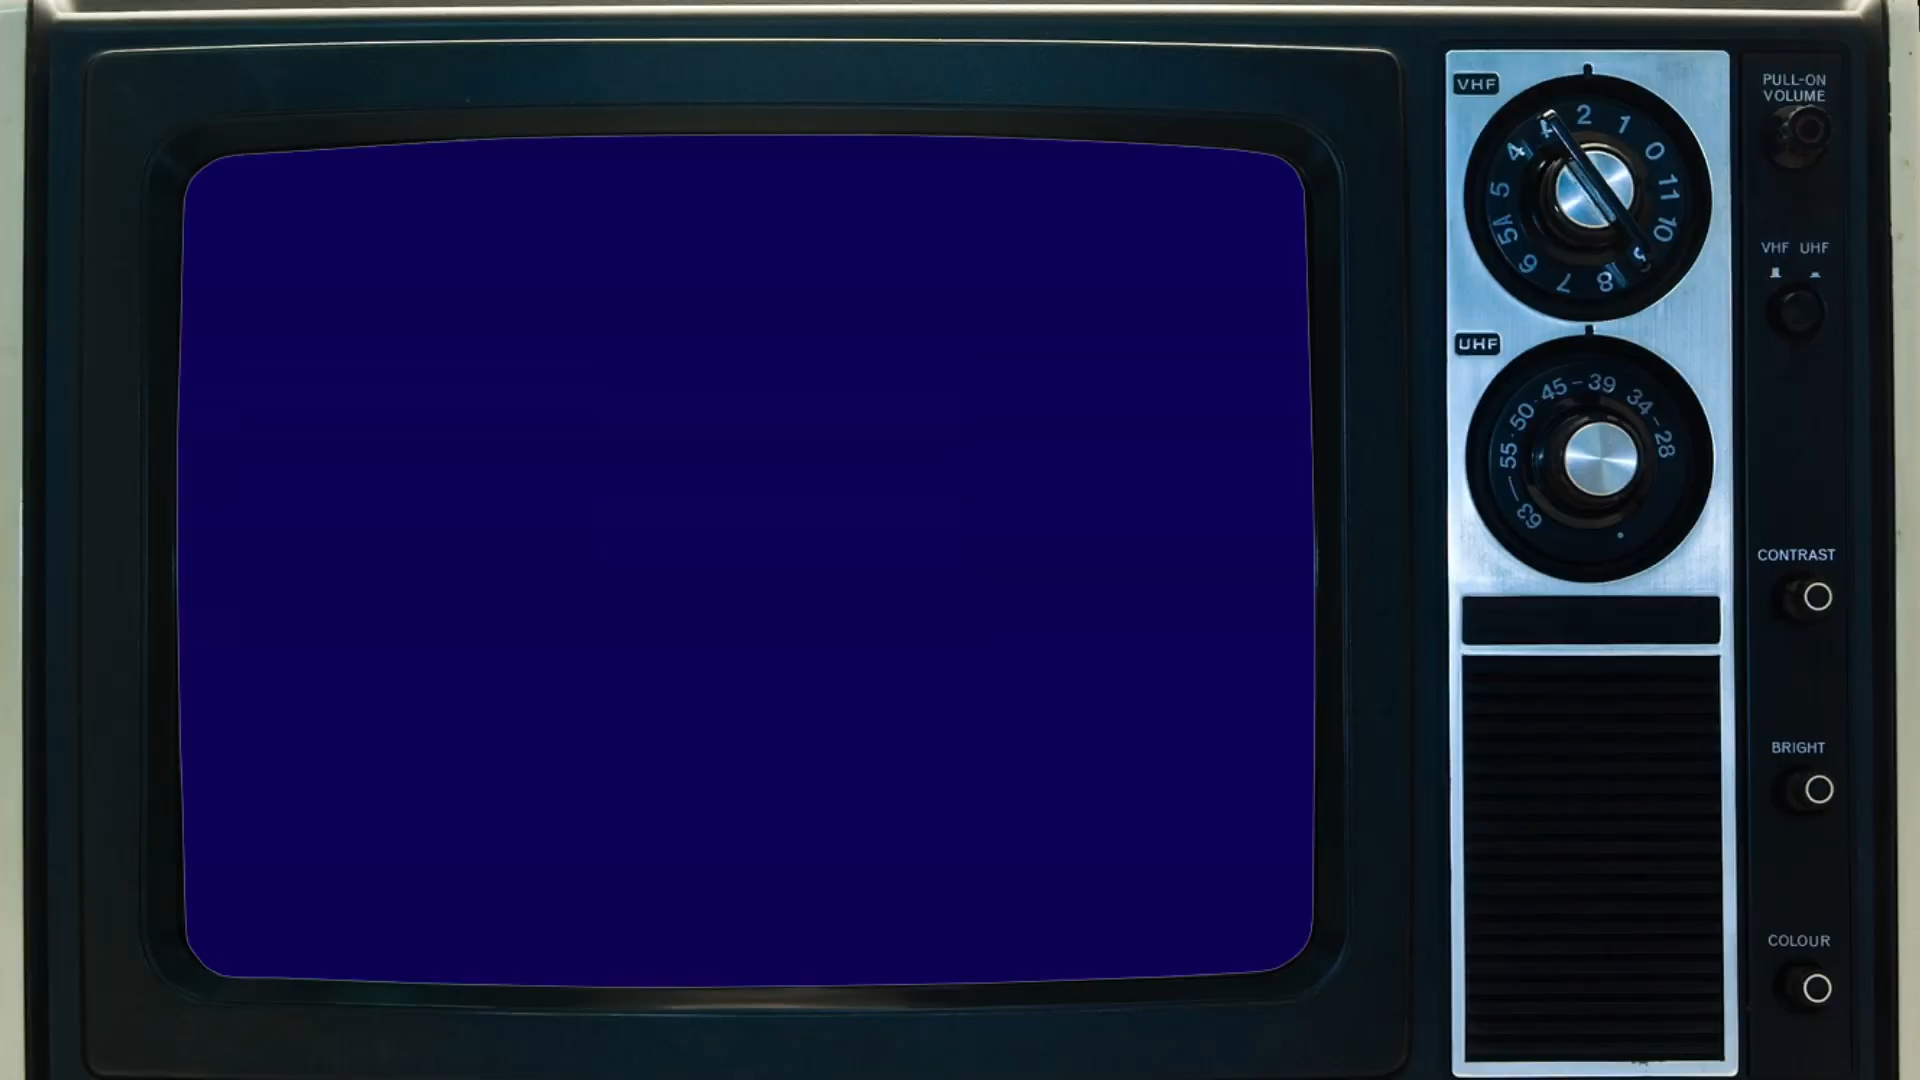 VHF
2
1
0
11
10
8
7
6
5A
5
4
PULL-ON
VOLUME
VHF UHF
UHF
63—55·50·45–39 34–28
CONTRAST
BRIGHT
COLOUR